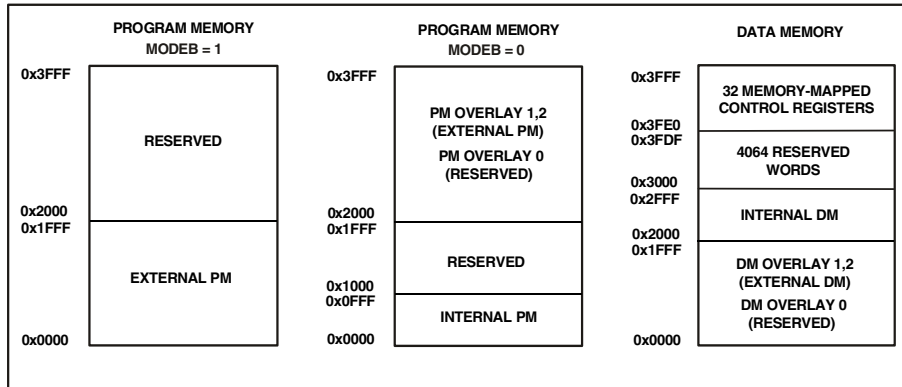 PROGRAM MEMORY
MODEB = 1
0x3FFF
RESERVED
0x2000
0x1FFF
EXTERNAL PM
0x0000
PROGRAM MEMORY
MODEB = 0
0x3FFF
PM OVERLAY 1,2
(EXTERNAL PM)
PM OVERLAY 0
(RESERVED)
0x2000
0x1FFF
RESERVED
0x1000
0x0FFF
INTERNAL PM
0x0000
DATA MEMORY
0x3FFF
32 MEMORY-MAPPED
CONTROL REGISTERS
0x3FE0
0x3FDF
4064 RESERVED
WORDS
0x3000
0x2FFF
INTERNAL DM
0x2000
0x1FFF
DM OVERLAY 1,2
(EXTERNAL DM)
DM OVERLAY 0
(RESERVED)
0x0000